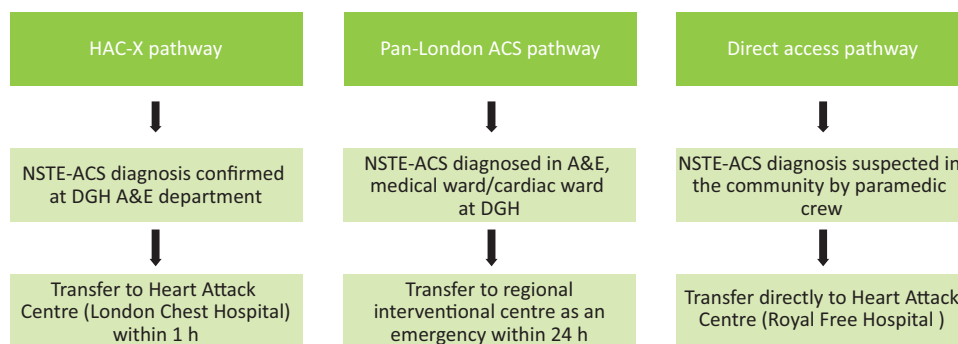 HAC-X pathway
Pan-London ACS pathway
Direct access pathway
NSTE-ACS diagnosis confirmed
at DGH A&E department
NSTE-ACS diagnosed in A&E,
medical ward/cardiac ward
at DGH
NSTE-ACS diagnosis suspected in
the community by paramedic
crew
Transfer to Heart Attack
Centre (London Chest Hospital)
within 1 h
Transfer to regional
interventional centre as an
emergency within 24 h
Transfer directly to Heart Attack
Centre (Royal Free Hospital )